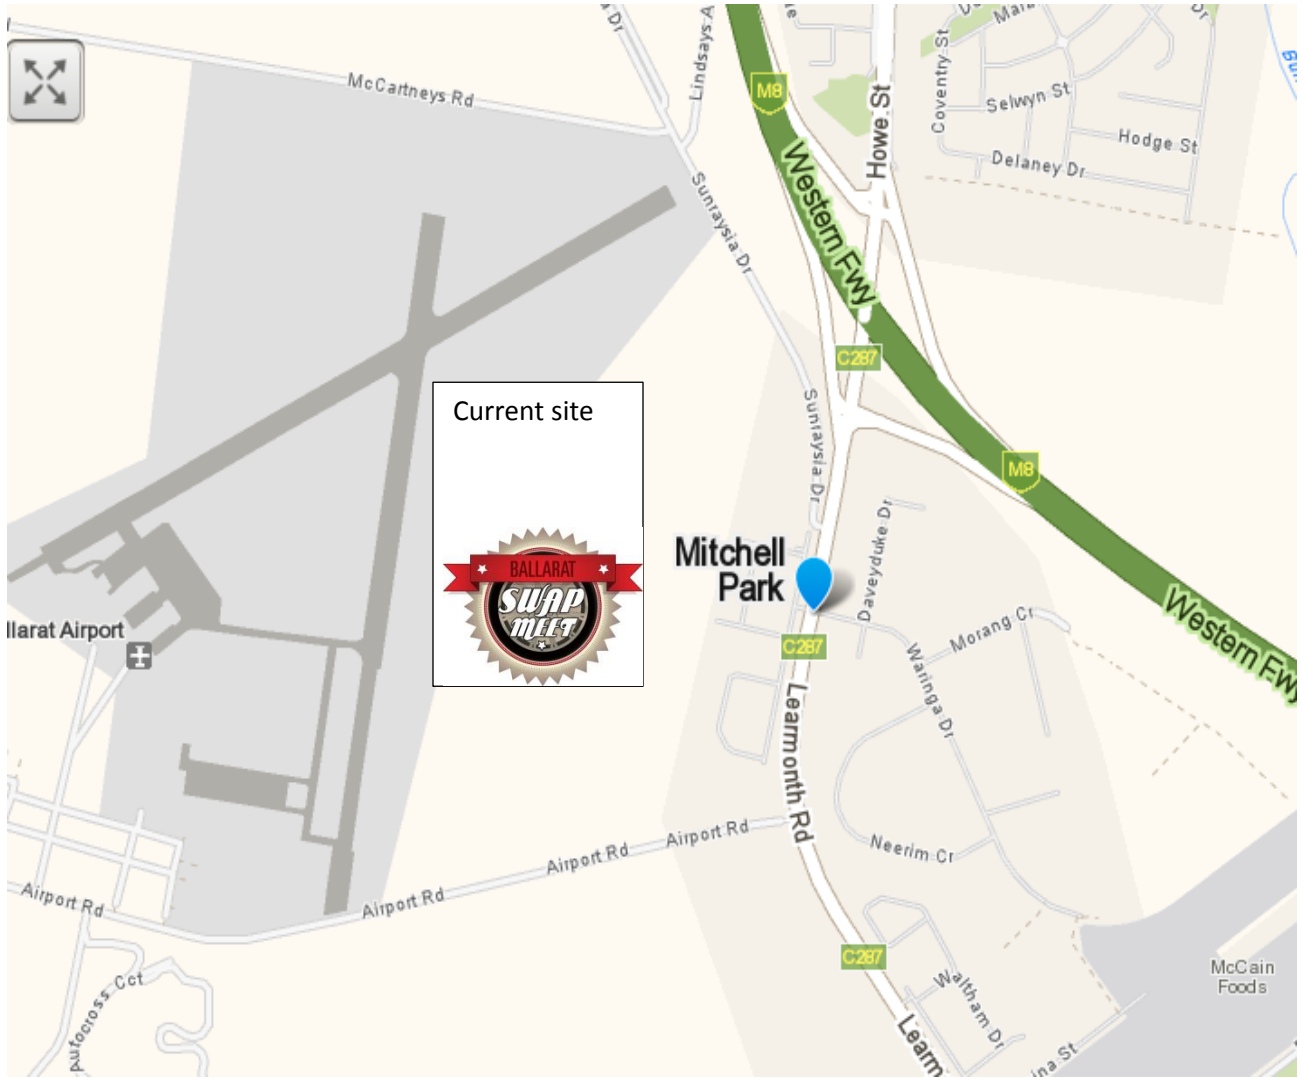 McCartneys Rd
Lindsays A
M8
Howe St
Coventry St
Selwyn St
Hodge St
Delaney Dr
Dr
Sunraysia Dr
Western Fwy
C287
Current site
Sunraysia Dr
M8
BALLARAT
SWAP
MEET
Mitchell
Park
Daveyduke Dr
Western Fwy
llarat Airport
C287
Morang Cr
Waringa Dr
Learmonth Rd
Airport Rd
Airport Rd
Neerim Cr
Airport Rd
Airport Rd
C287
McCain
Foods
Waltham Dr
Autocross Cct
Learm
ina St